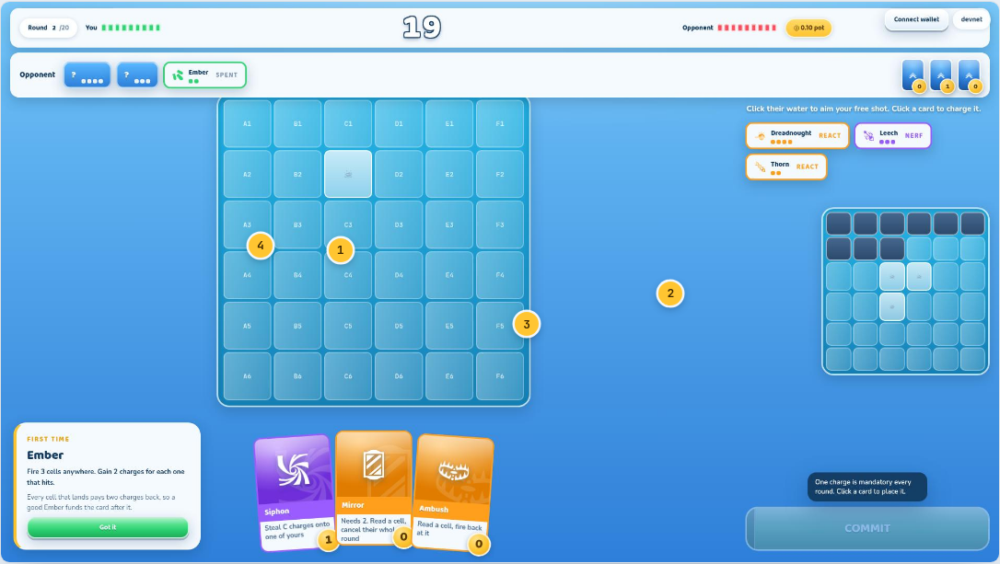 Round 2 /20
You
19
Opponent
0.10 pot
Connect wallet
devnet
Opponent
?
?
Ember
SPENT
0
1
0
Click their water to aim your free shot. Click a card to charge it.
Dreadnought
REACT
Leech
NERF
Thorn
REACT
A1 B1 C1 D1 E1 F1
A2 B2 D2 E2 F2
A3 B3 C3 D3 E3 F3
4
1
A4 B4 C4 D4 E4 F4
2
3
A5 B5 C5 D5 E5 F5
A6 B6 C6 D6 E6 F6
FIRST TIME
Ember
Fire 3 cells anywhere. Gain 2 charges for each one
that hits.
Every cell that lands pays two charges back, so a
good Ember funds the card after it.
Got it
Siphon
Steal C charges onto
one of yours
1
Mirror
Needs 2. Read a cell,
cancel their
round
0
Ambush
Read a cell, fire back
at it
0
One charge is mandatory every
round. Click a card to place it.
COMMIT